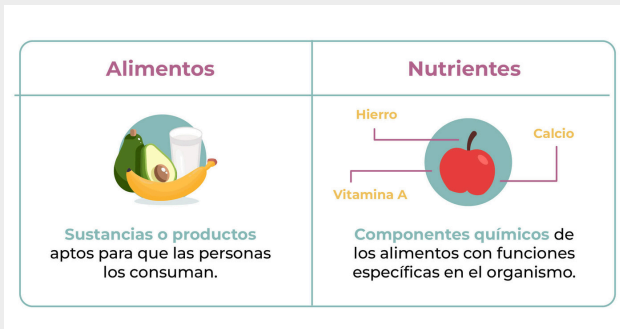 Alimentos
Nutrientes
Hierro
Calcio
Vitamina A
Sustancias o productos
aptos para que las personas
los consuman.
Componentes químicos de
los alimentos con funciones
específicas en el organismo.